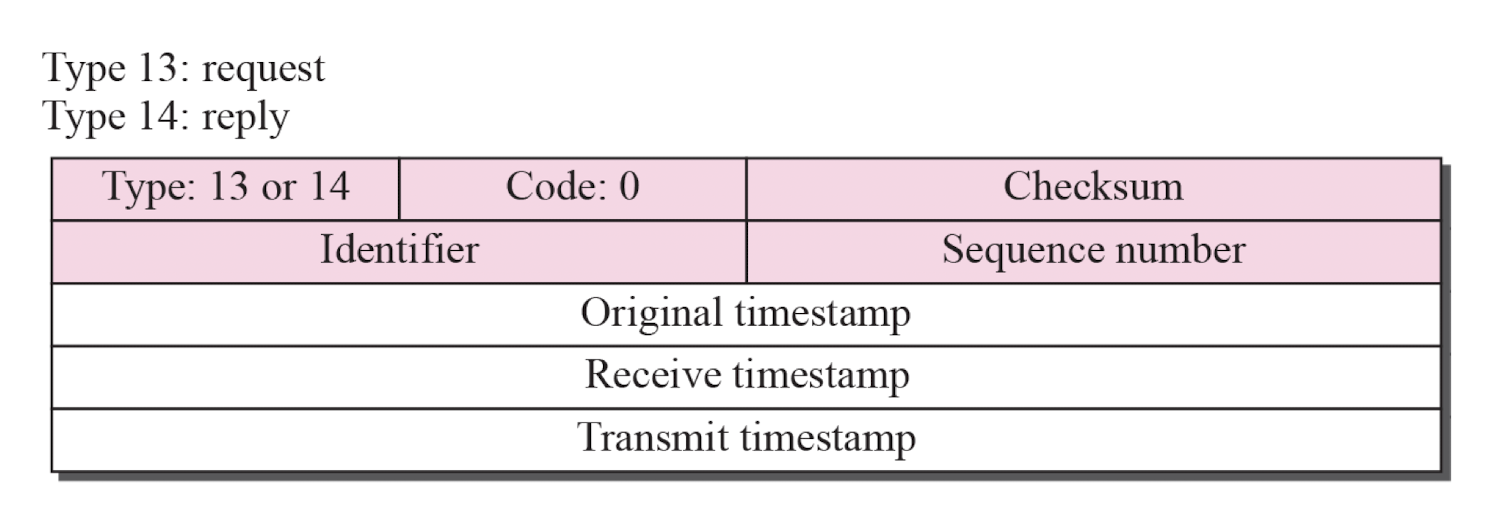 Type 13: request
Type 14: reply
Type: 13 or 14 Code: 0 Checksum
Identifier Sequence number
Original timestamp
Receive timestamp
Transmit timestamp